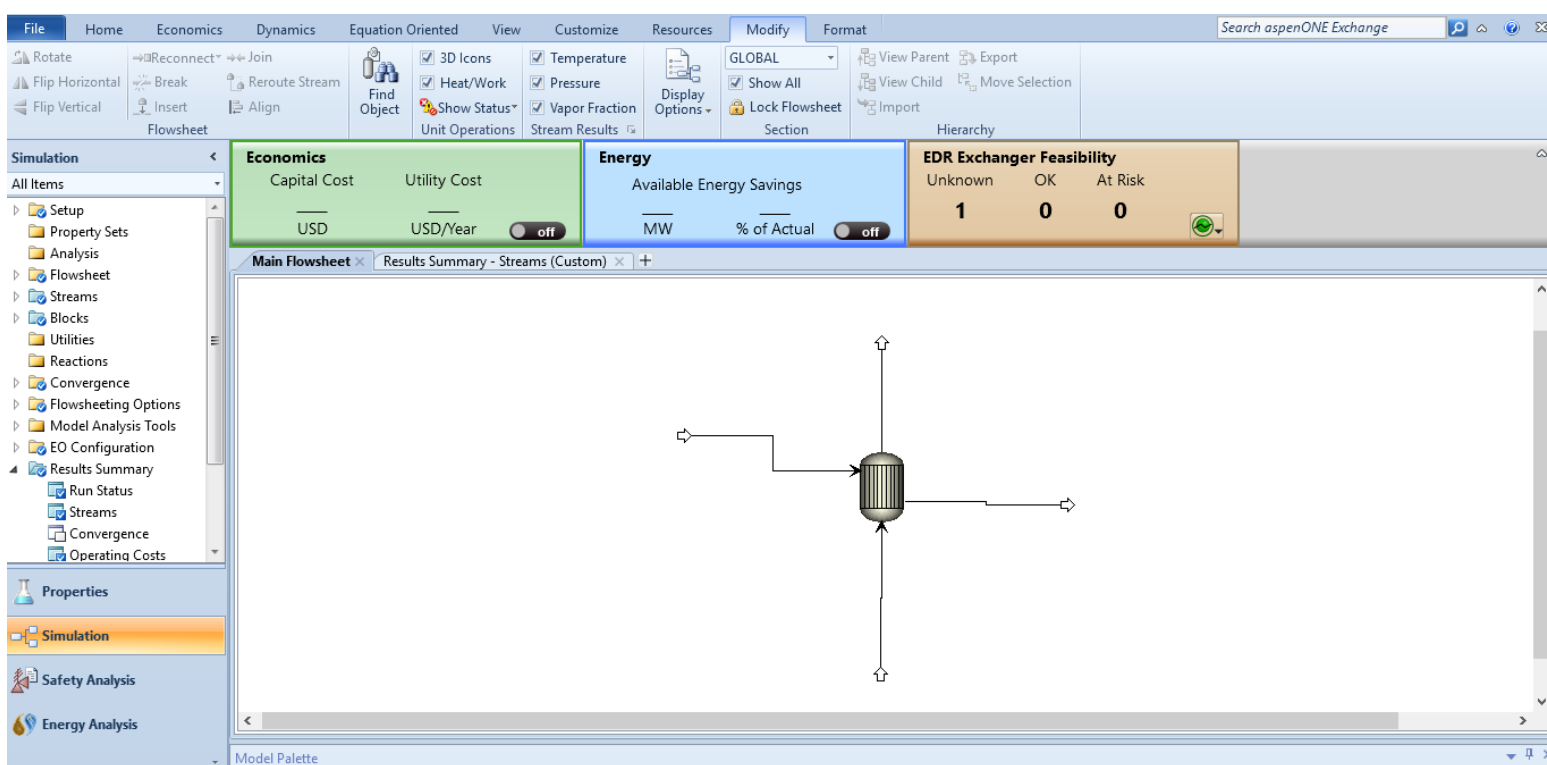 File Home Economics Dynamics Equation Oriented View Customize Resources Modify Format Search aspenONE Exchange
Rotate Reconnect Join Find Object 3D Icons Temperature Display Options GLOBAL View Parent Export
Flip Horizontal Break Reroute Stream Heat/Work Pressure Show All View Child Move Selection
Flip Vertical Insert Align Show Status Vapor Fraction Lock Flowsheet Import
Flowsheet Unit Operations Stream Results Section Hierarchy
Simulation
All Items
Setup
Property Sets
Analysis
Flowsheet
Streams
Blocks
Utilities
Reactions
Convergence
Flowsheeting Options
Model Analysis Tools
EO Configuration
Results Summary
Run Status
Streams
Convergence
Operating Costs
Properties
Simulation
Safety Analysis
Energy Analysis
Economics
Capital Cost Utility Cost
USD USD/Year off
Energy
Available Energy Savings
MW % of Actual off
EDR Exchanger Feasibility
Unknown OK At Risk
1 0 0
Main Flowsheet Results Summary - Streams (Custom)
Model Palette